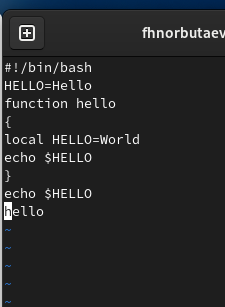 fhnorbutaev
#!/bin/bash
HELLO=Hello
function hello
{
local HELLO=World
echo $HELLO
}
echo $HELLO
hello
~
~
~
~
~